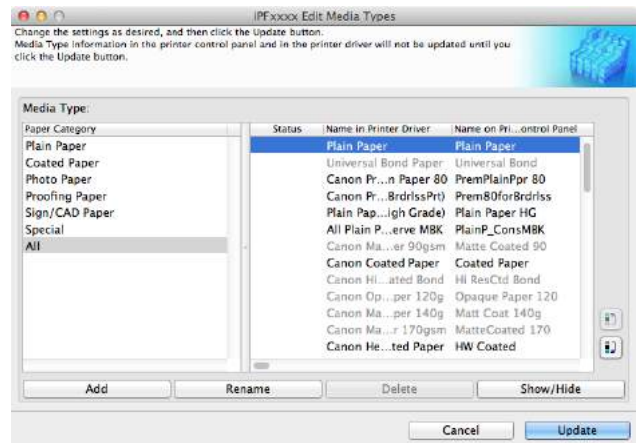 iPFxxxx Edit Media Types
Change the settings as desired, and then click the Update button.
Media Type information in the printer control panel and in the printer driver will not be updated until you
click the Update button.
Media Type:
Paper Category
Plain Paper
Coated Paper
Photo Paper
Proofing Paper
Sign/CAD Paper
Special
All
Status Name in Printer Driver Name on Pri...ontrol Panel
Plain Paper Plain Paper
Universal Bond Paper Universal Bond
Canon Pr...n Paper 80 PremPlainPpr 80
Canon Pr...BrdrlssPrt) Prem80forBrdrlss
Plain Pap...igh Grade) Plain Paper HG
All Plain P...erve MBK PlainP_ConsMBK
Canon Ma...er 90gsm Matte Coated 90
Canon Coated Paper Coated Paper
Canon Hi...ated Bond Hi ResCtd Bond
Canon Op...per 120g Opaque Paper 120
Canon Ma...per 140g Matt Coat 140g
Canon Ma...r 170gsm MatteCoated 170
Canon He...ted Paper HW Coated
Add Rename Delete Show/Hide
Cancel Update